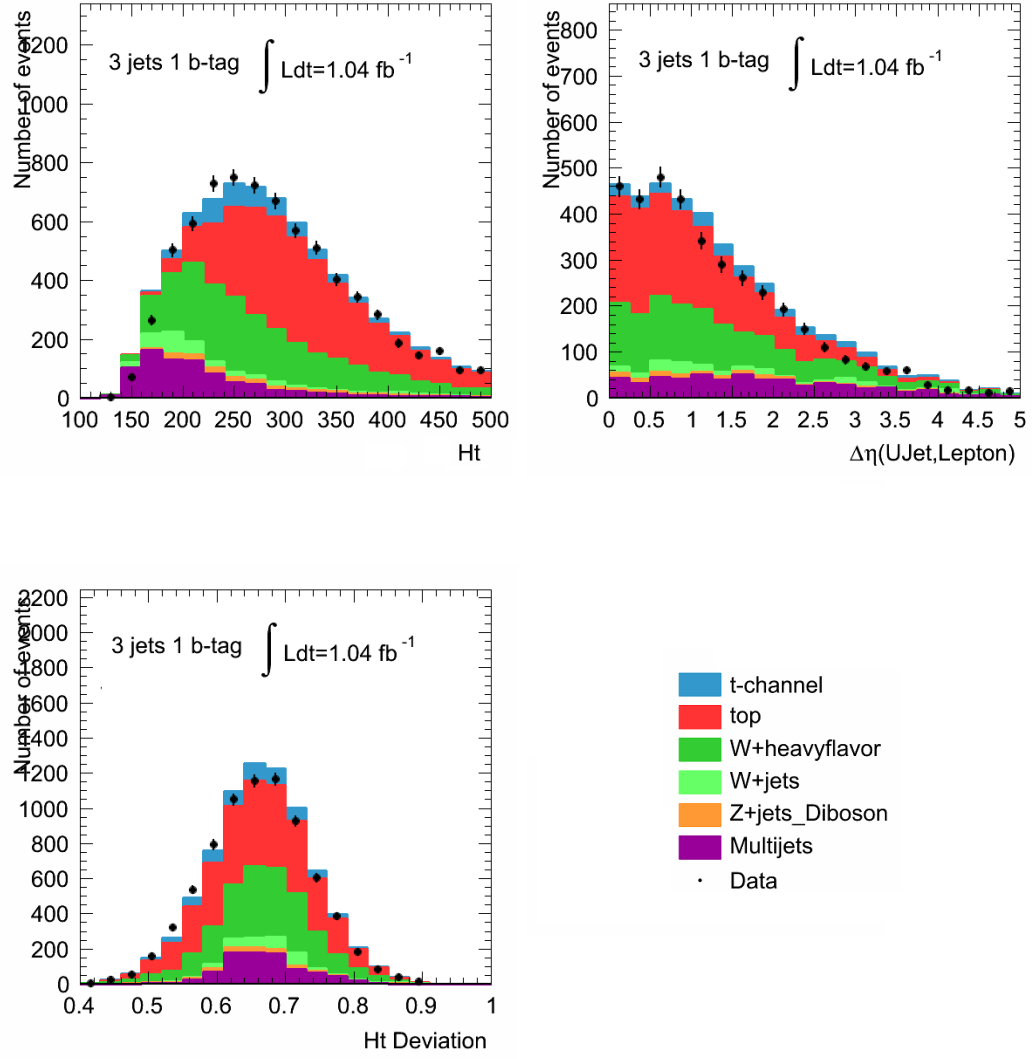 Number of events
1200
1000
800
600
400
200
0
3 jets 1 b-tag ∫ Ldt=1.04 fb⁻¹
100 150 200 250 300 350 400 450 500
Ht
Number of events
800
700
600
500
400
300
200
100
0
3 jets 1 b-tag ∫ Ldt=1.04 fb⁻¹
0 0.5 1 1.5 2 2.5 3 3.5 4 4.5 5
Δη(UJet,Lepton)
Number of events
2200
2000
1800
1600
1400
1200
1000
800
600
400
200
0
3 jets 1 b-tag ∫ Ldt=1.04 fb⁻¹
0.4 0.5 0.6 0.7 0.8 0.9 1
Ht Deviation
t-channel
top
W+heavyflavor
W+jets
Z+jets_Diboson
Multijets
Data